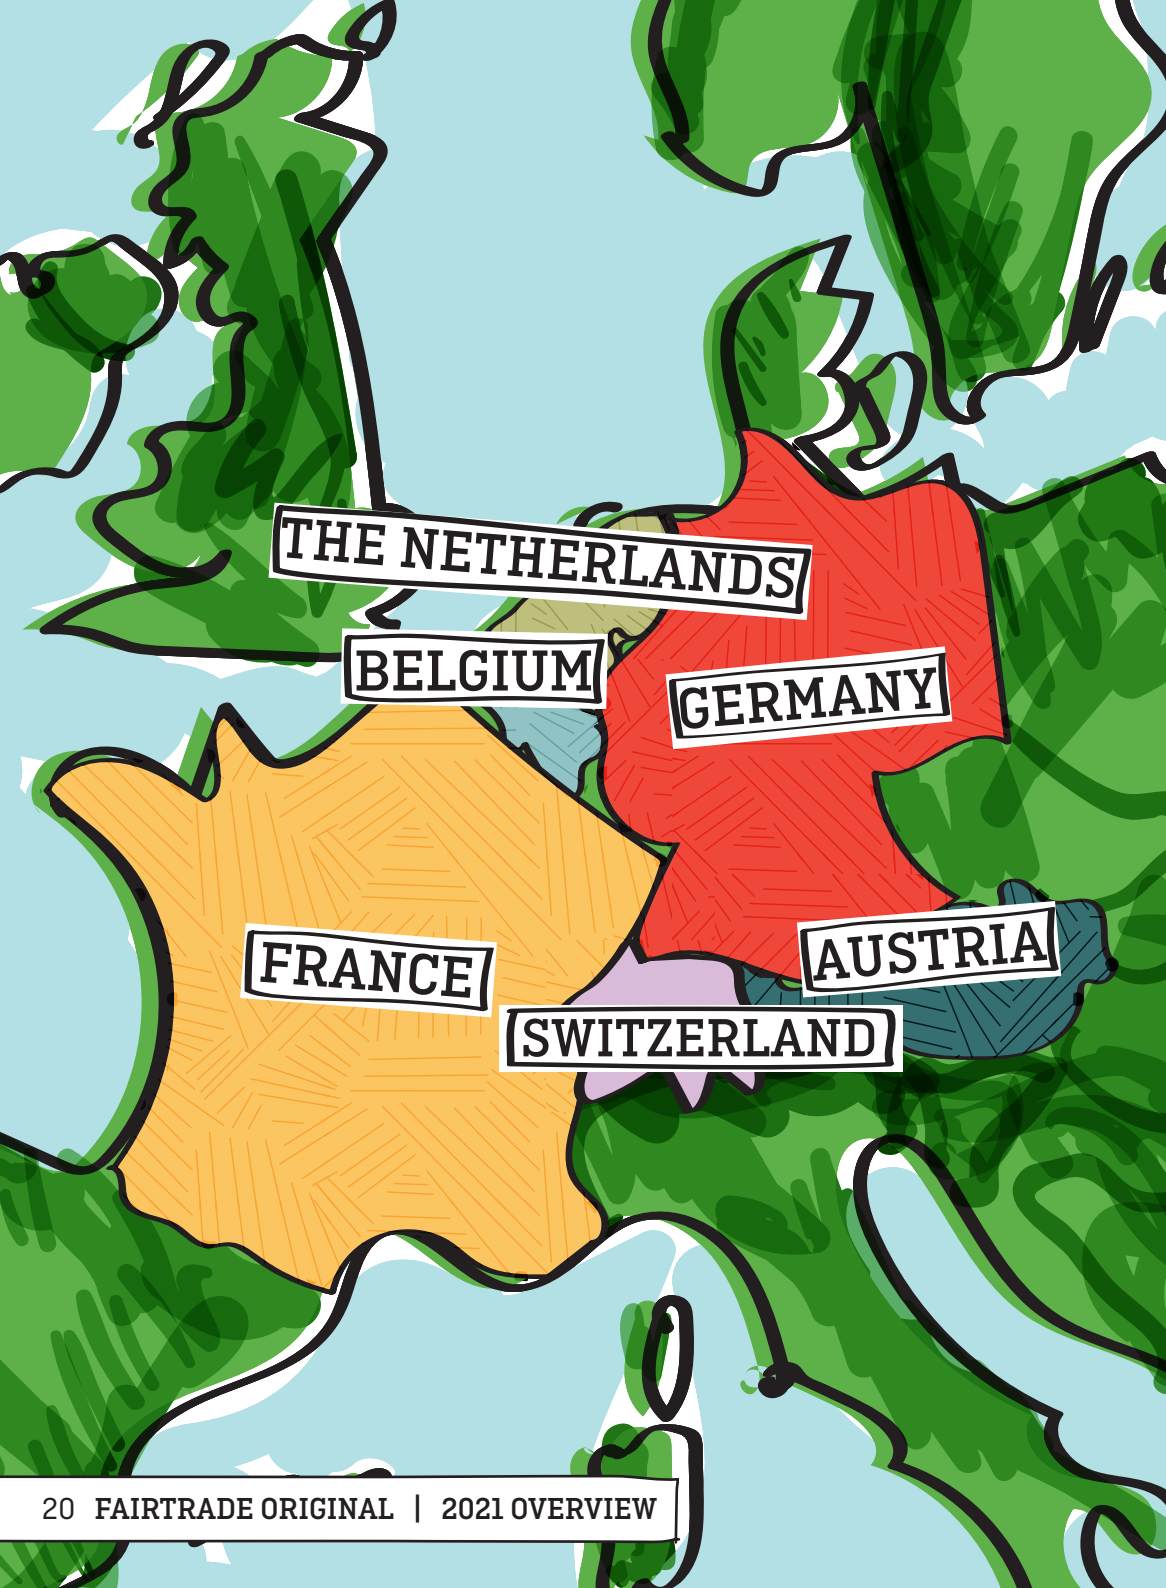 THE NETHERLANDS
BELGIUM
GERMANY
FRANCE
AUSTRIA
SWITZERLAND
20 FAIRTRADE ORIGINAL | 2021 OVERVIEW